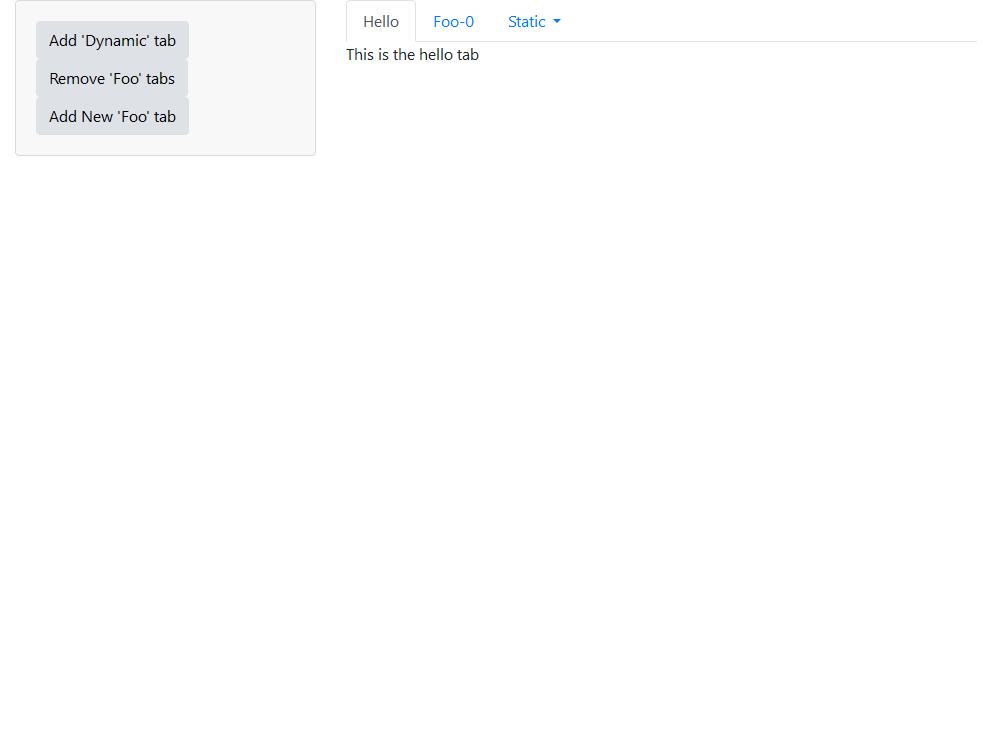 Add 'Dynamic' tab
Remove 'Foo' tabs
Add New 'Foo' tab
Hello Foo-0 Static
This is the hello tab